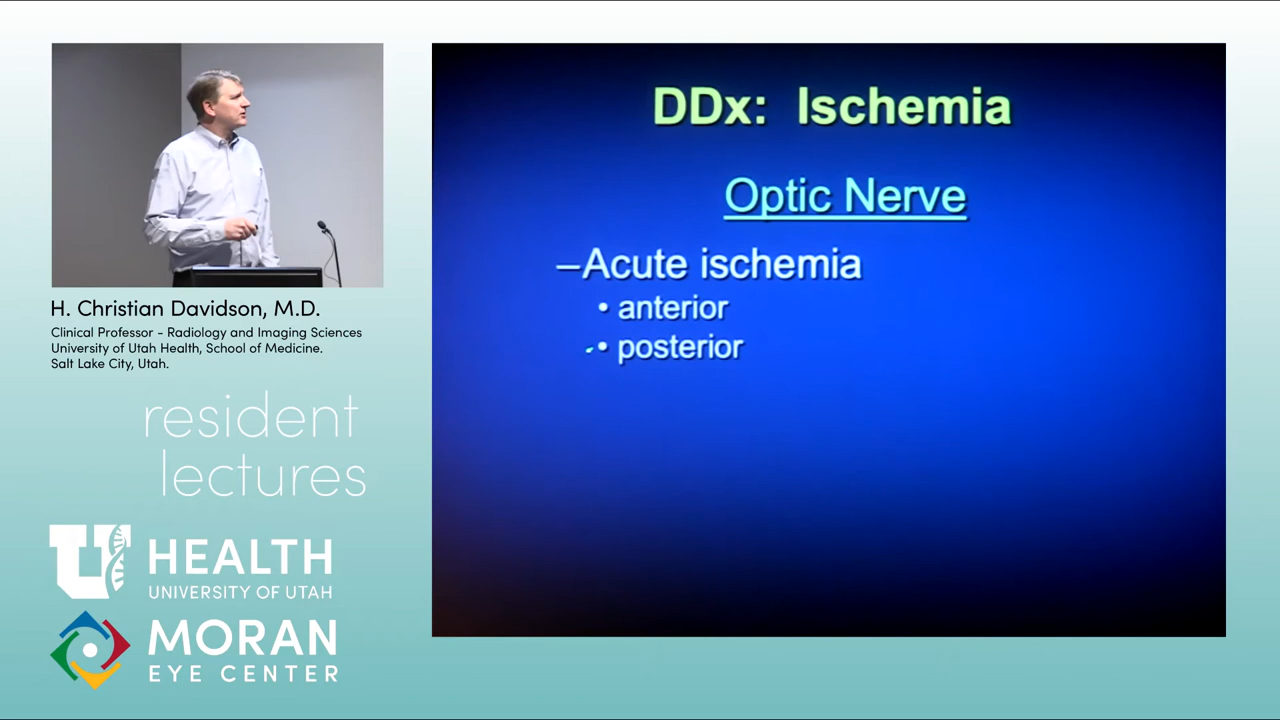 DDx: Ischemia
Optic Nerve
–Acute ischemia
• anterior
• posterior
H. Christian Davidson, M.D.
Clinical Professor - Radiology and Imaging Sciences
University of Utah Health, School of Medicine.
Salt Lake City, Utah.
resident
lectures
U HEALTH
UNIVERSITY OF UTAH
MORAN
EYE CENTER